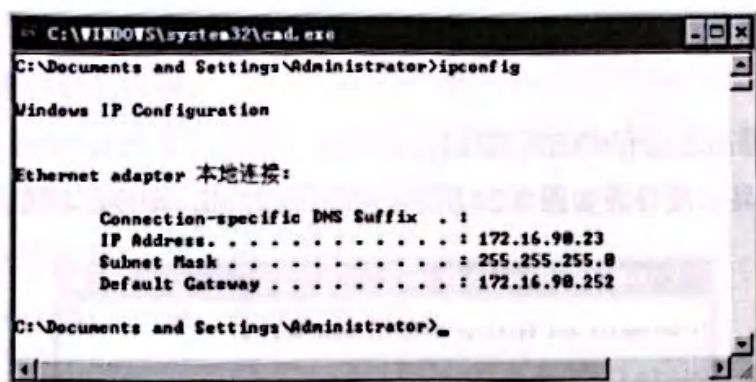 C:\WINDOWS\system32\cmd.exe
C:\Documents and Settings\Administrator>ipconfig
Windows IP Configuration
Ethernet adapter 本地连接:
Connection-specific DNS Suffix . :
IP Address. . . . . . . . . . . . : 172.16.90.23
Subnet Mask . . . . . . . . . . . : 255.255.255.0
Default Gateway . . . . . . . . . : 172.16.90.252
C:\Documents and Settings\Administrator>_